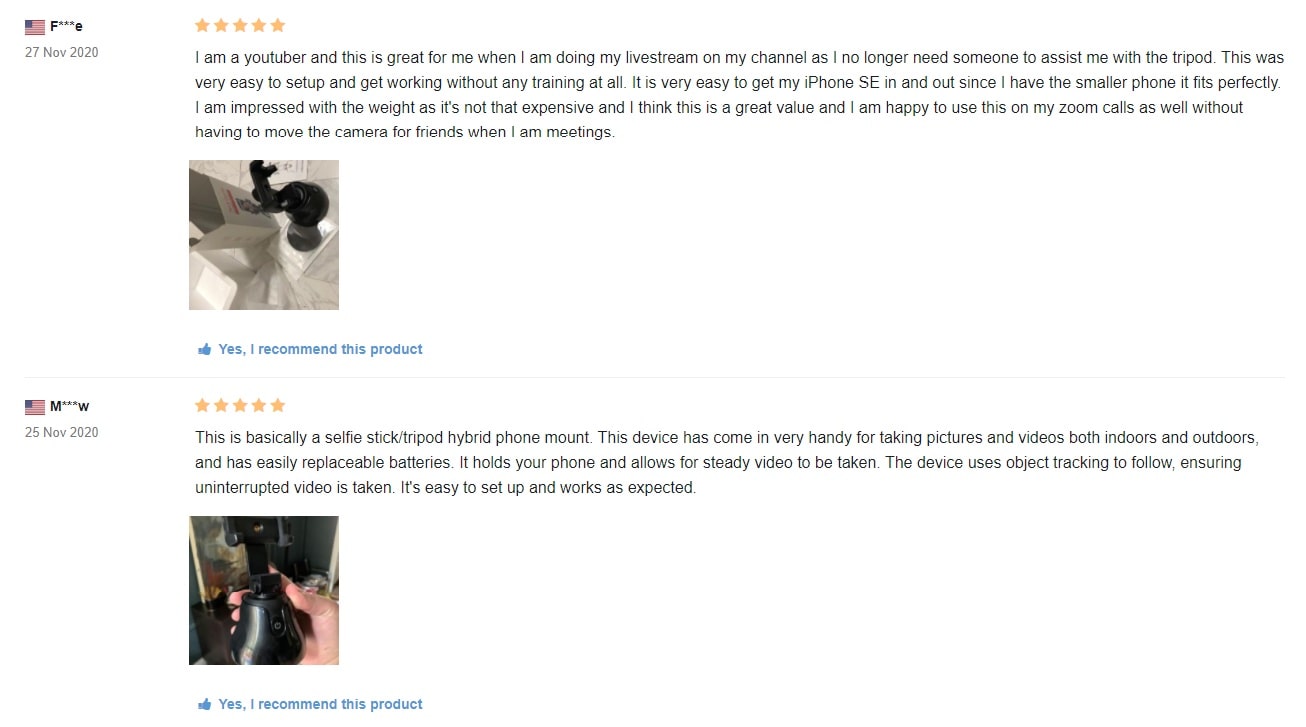 F***e
27 Nov 2020
I am a youtuber and this is great for me when I am doing my livestream on my channel as I no longer need someone to assist me with the tripod. This was
very easy to setup and get working without any training at all. It is very easy to get my iPhone SE in and out since I have the smaller phone it fits perfectly.
I am impressed with the weight as it's not that expensive and I think this is a great value and I am happy to use this on my zoom calls as well without
having to move the camera for friends when I am meetings.
Yes, I recommend this product
M***w
25 Nov 2020
This is basically a selfie stick/tripod hybrid phone mount. This device has come in very handy for taking pictures and videos both indoors and outdoors,
and has easily replaceable batteries. It holds your phone and allows for steady video to be taken. The device uses object tracking to follow, ensuring
uninterrupted video is taken. It's easy to set up and works as expected.
Yes, I recommend this product